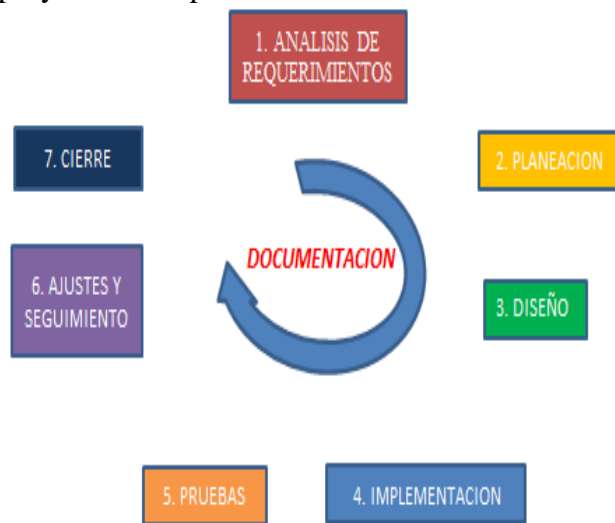 1. ANALISIS DE
REQUERIMIENTOS
7. CIERRE
2. PLANEACION
DOCUMENTACION
6. AJUSTES Y
SEGUIMIENTO
3. DISEÑO
5. PRUEBAS
4. IMPLEMENTACION